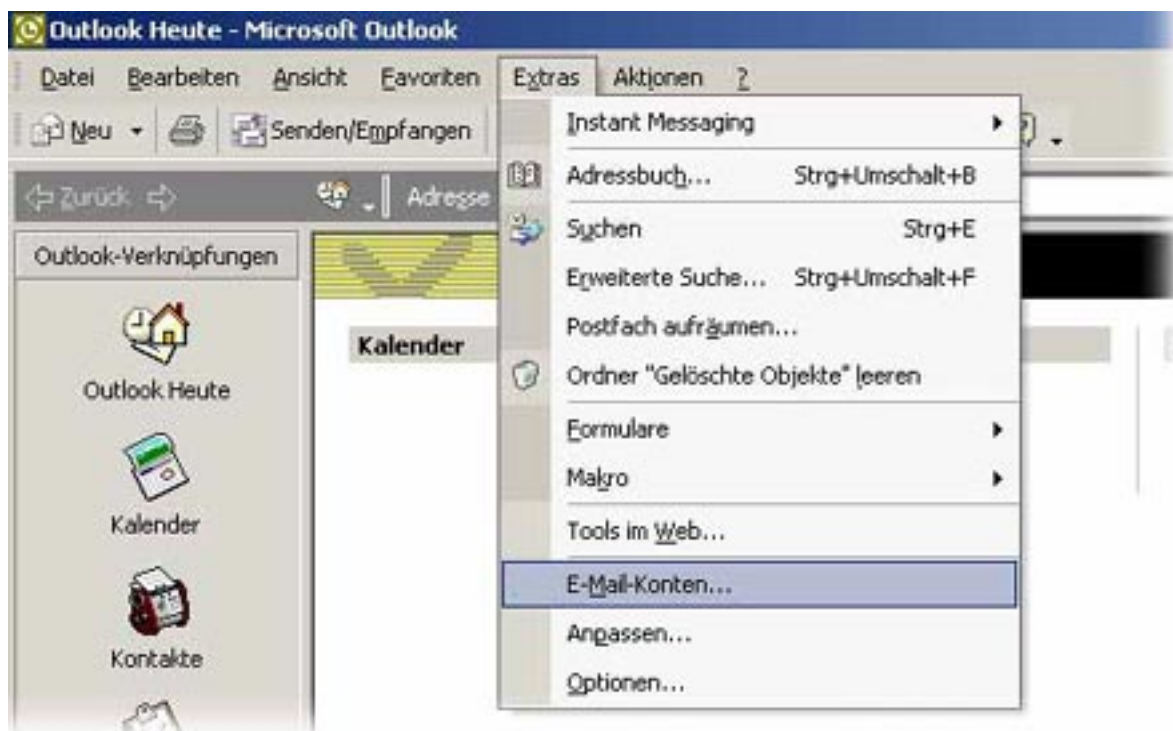 Outlook Heute - Microsoft Outlook
Datei Bearbeiten Ansicht Favoriten Extras Aktionen ?
Neu Senden/Empfangen
Zurück Adresse
Outlook-Verknüpfungen
Outlook Heute
Kalender
Kontakte
Kalender
Instant Messaging
Adressbuch... Strg+Umschalt+B
Suchen Strg+E
Erweiterte Suche... Strg+Umschalt+F
Postfach aufräumen...
Ordner "Gelöschte Objekte" leeren
Formulare
Makro
Tools im Web...
E-Mail-Konten...
Anpassen...
Optionen...